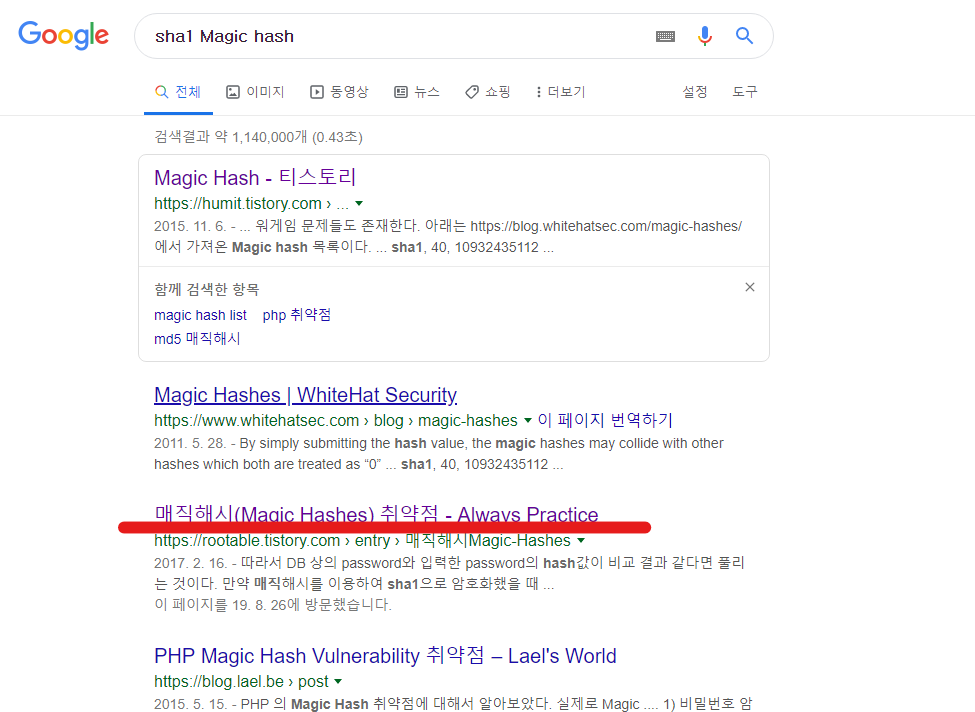 Google
sha1 Magic hash
전체 이미지 동영상 뉴스 쇼핑 더보기 설정 도구
검색결과 약 1,140,000개 (0.43초)
Magic Hash - 티스토리
https://humit.tistory.com › ...
2015. 11. 6. - ... 워게임 문제들도 존재한다. 아래는 https://blog.whitehatsec.com/magic-hashes/
에서 가져온 Magic hash 목록이다. ... sha1, 40, 10932435112 ...
함께 검색한 항목
magic hash list php 취약점
md5 매직해시
Magic Hashes | WhiteHat Security
https://www.whitehatsec.com › blog › magic-hashes 이 페이지 번역하기
2011. 5. 28. - By simply submitting the hash value, the magic hashes may collide with other
hashes which both are treated as “0” ... sha1, 40, 10932435112 ...
매직해시(Magic Hashes) 취약점 - Always Practice
https://rootable.tistory.com › entry › 매직해시Magic-Hashes
2017. 2. 16. - 따라서 DB 상의 password와 입력한 password의 hash값이 비교 결과 같다면 풀리
는 것이다. 만약 매직해시를 이용하여 sha1으로 암호화했을 때 ...
이 페이지를 19. 8. 26에 방문했습니다.
PHP Magic Hash Vulnerability 취약점 – Lael's World
https://blog.lael.be › post
2015. 5. 15. - PHP 의 Magic Hash 취약점에 대해서 알아보았다. 실제로 Magic .... 1) 비밀번호 암